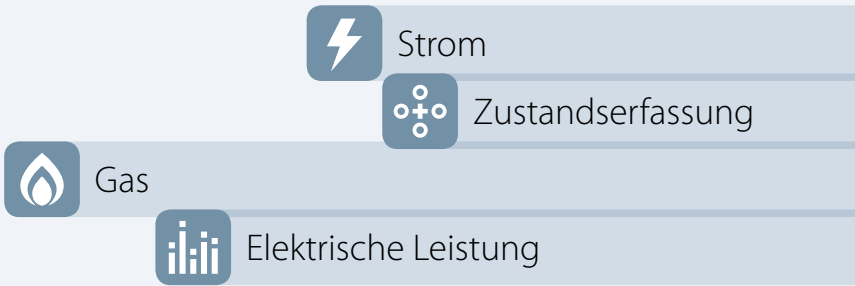 Strom
Zustandserfassung
Gas
Elektrische Leistung